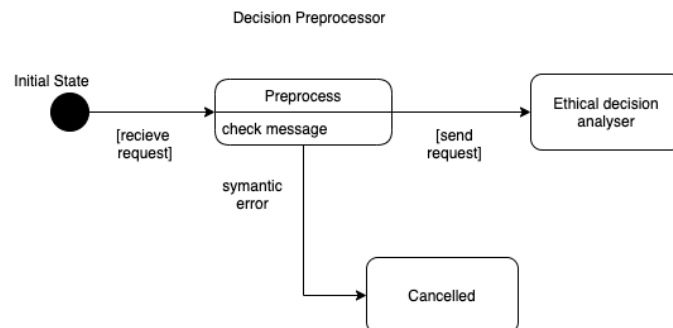 Decision Preprocessor
Initial State
Preprocess
check message
[recieve
request]
[send
request]
Ethical decision
analyser
symantic
error
Cancelled